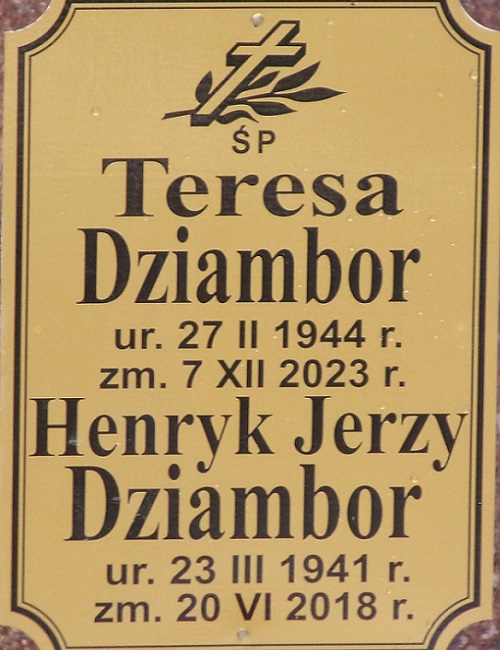 ŚP
Teresa
Dziambor
ur. 27 II 1944 r.
zm. 7 XII 2023 r.
Henryk Jerzy
Dziambor
ur. 23 III 1941 r.
zm. 20 VI 2018 r.